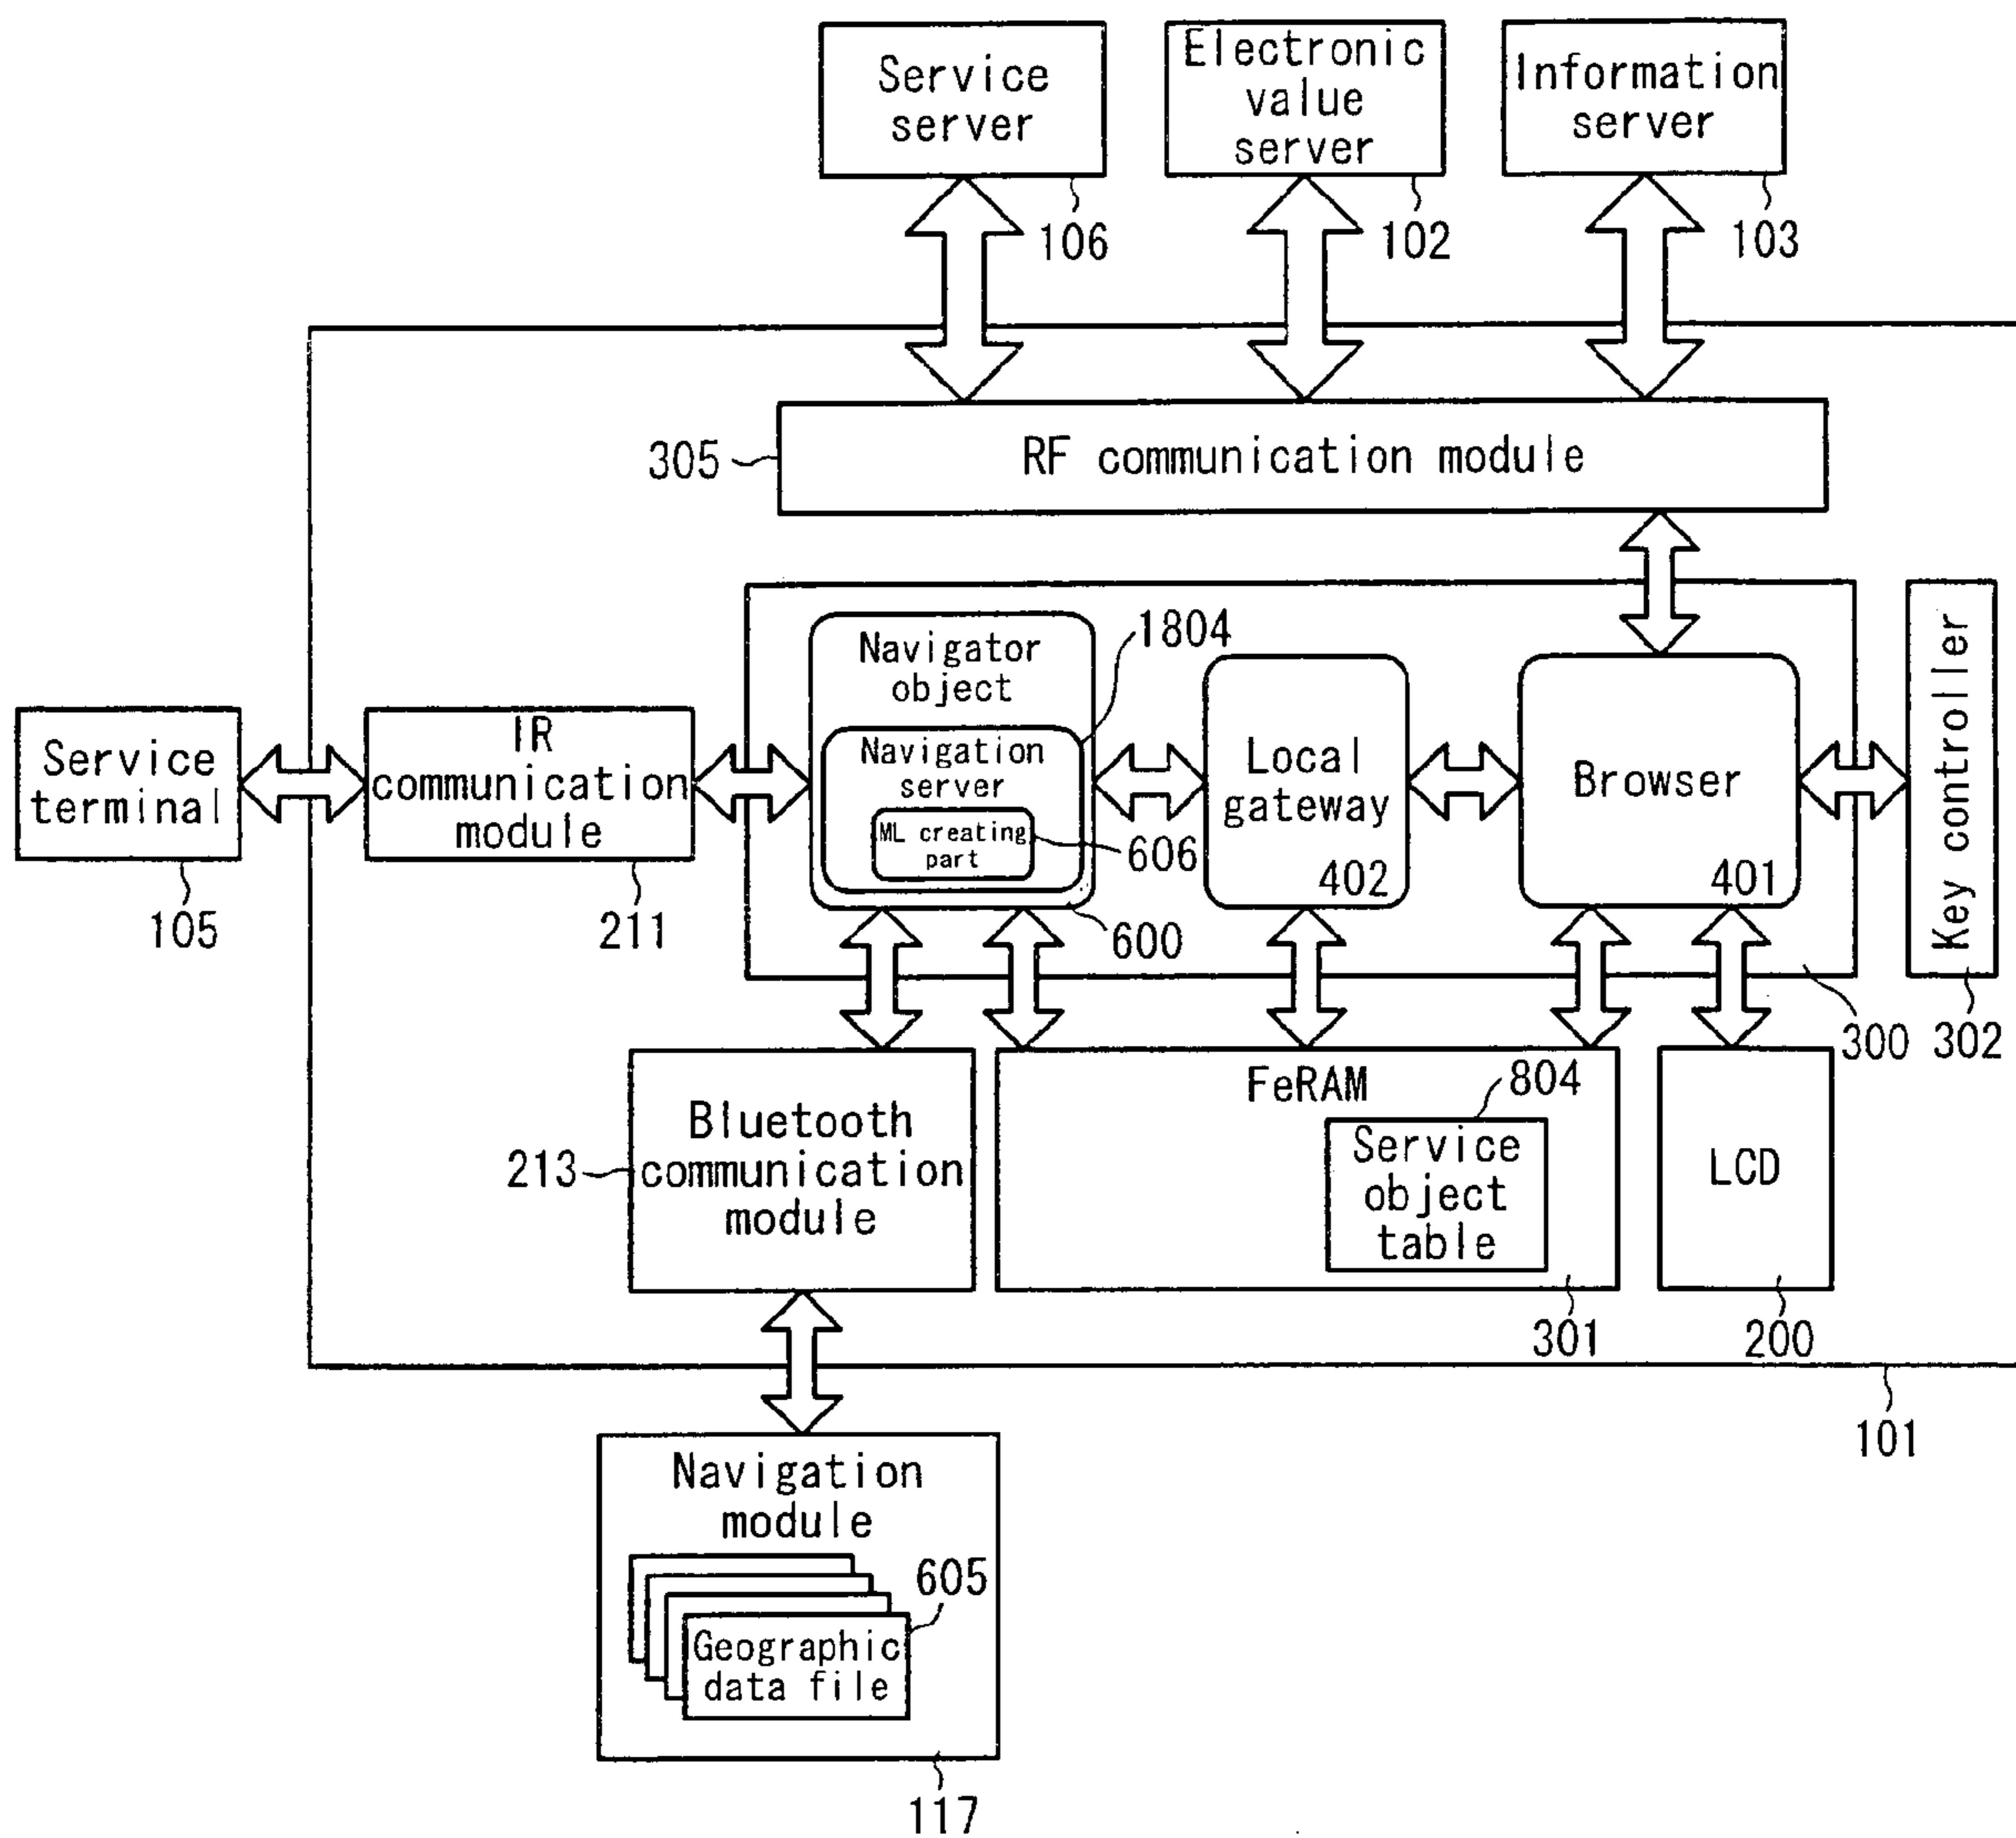 Service
server
106
Electronic
value
server
102
Information
server
103
305
RF communication module
Navigator
object
1804
Navigation
server
ML creating
part
606
600
Local
gateway
402
Browser
401
Key controller
302
300
Service
terminal
105
IR
communication
module
211
213
Bluetooth
communication
module
FeRAM
804
Service
object
table
301
LCD
200
101
Navigation
module
605
Geographic
data file
117